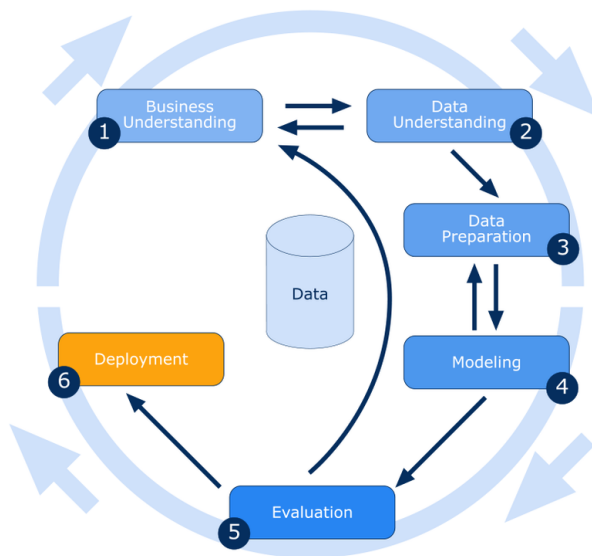 Business
Understanding
1
Data
Understanding
2
Data
Preparation
3
Data
Modeling
4
Deployment
6
Evaluation
5